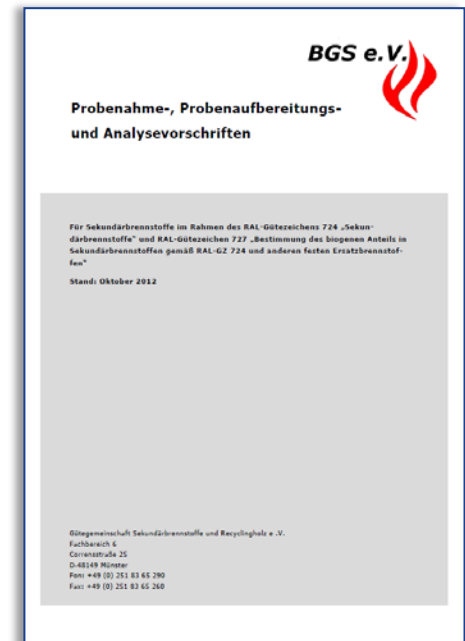 BGS e.V.
Probenahme-, Probenaufbereitungs-
und Analysevorschriften
Für Sekundärbrennstoffe im Rahmen des RAL-Gütezeichens 724 „Sekun-
därbrennstoffe" und RAL-Gütezeichen 727 „Bestimmung des biogenen Anteils in
Sekundärbrennstoffen gemäß RAL-GZ 724 und anderen festen Ersatzbrennstof-
fen"
Stand: Oktober 2012
Gütegemeinschaft Sekundärbrennstoffe und Recyclingholz e .V.
Fachbereich 6
Corrensstraße 25
D-48149 Münster
Fon: +49 (0) 251 83 65 290
Fax: +49 (0) 251 83 65 260